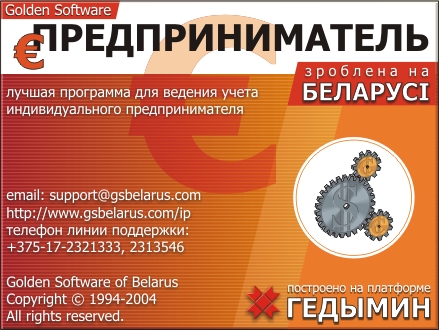 Golden Software
€ПРЕДПРИНИМАТЕЛЬ
зроблена на
БЕЛАРУСІ
лучшая программа для ведения учета
индивидуального предпринимателя
email: support@gsbelarus.com
http://www.gsbelarus.com/ip
телефон линии поддержки:
+375-17-2321333, 2313546
Golden Software of Belarus
Copyright © 1994-2004
All rights reserved.
построено на платформе
ГЕДЫМИН